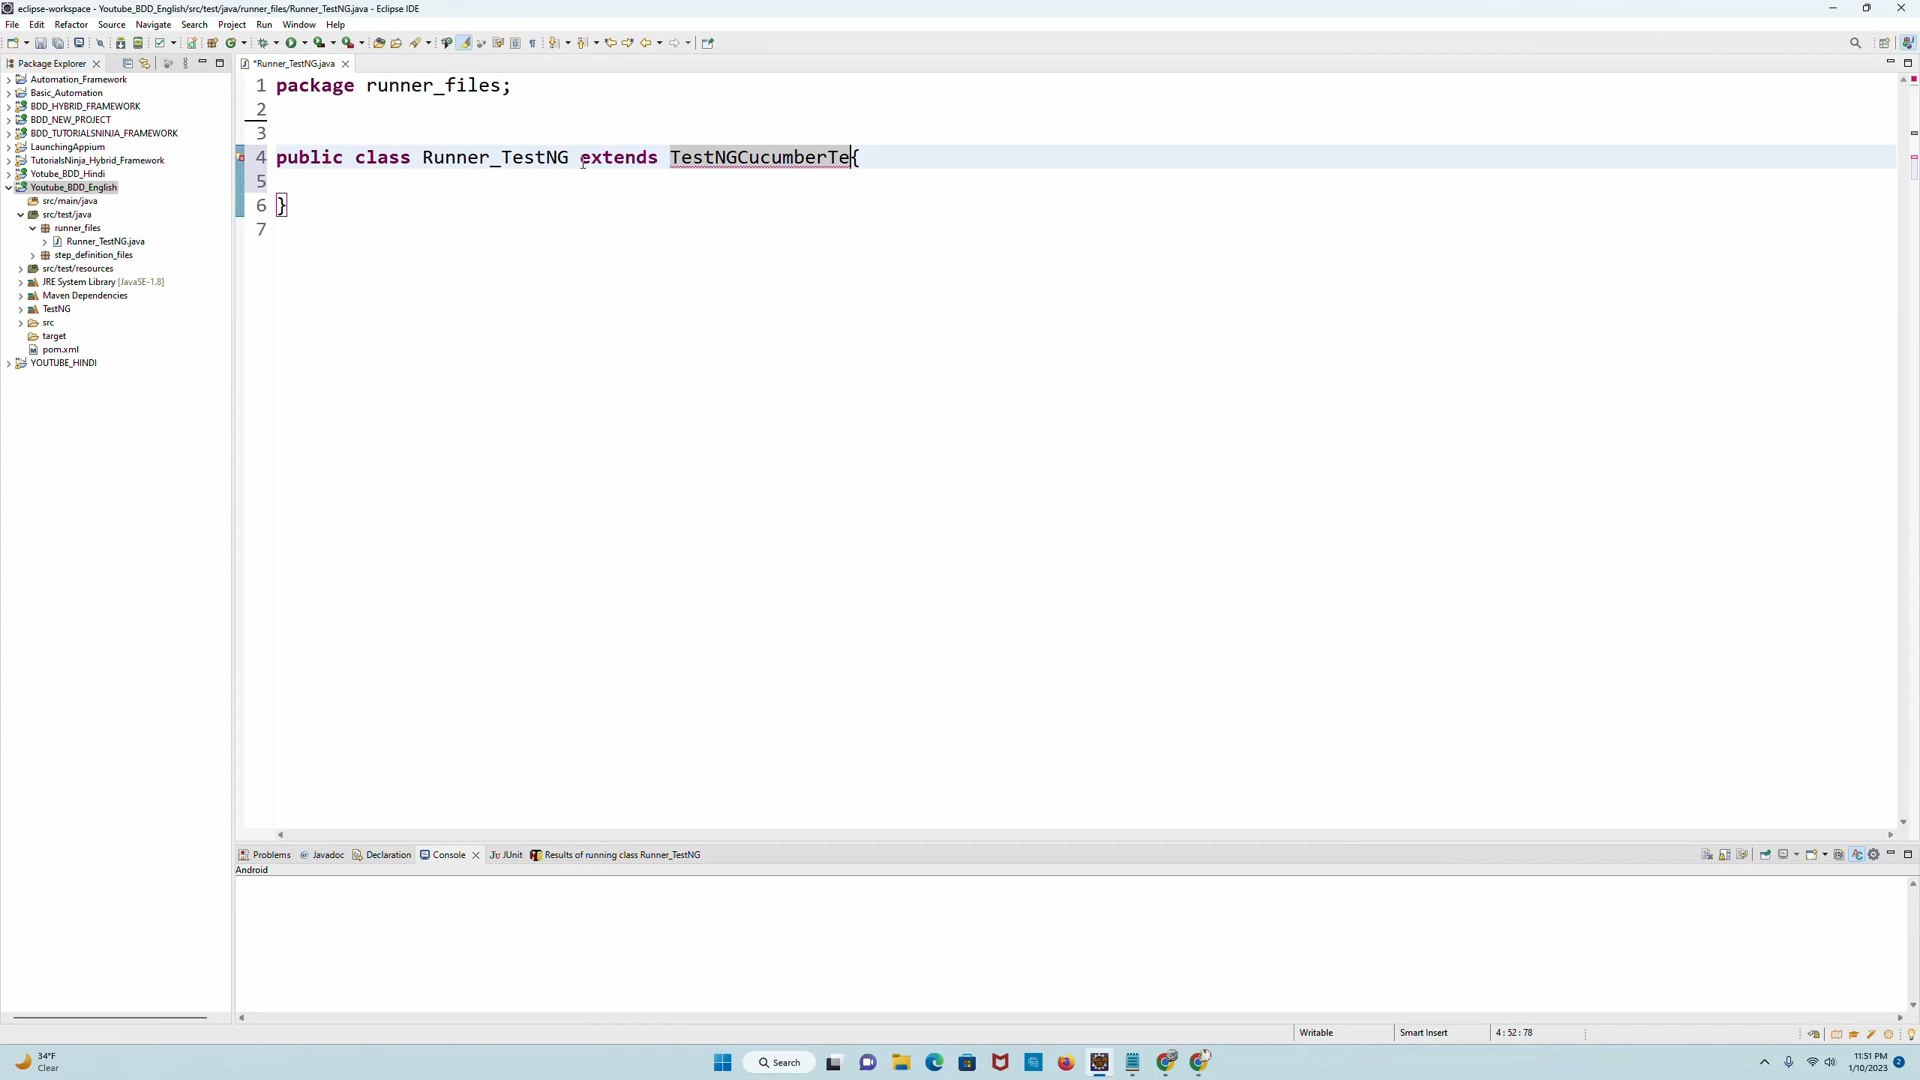 eclipse-workspace - Youtube_BDD_English/src/test/java/runner_files/Runner_TestNG.java - Eclipse IDE
File Edit Refactor Source Navigate Search Project Run Window Help
Package Explorer
*Runner_TestNG.java
Automation_Framework
Basic_Automation
BDD_HYBRID_FRAMEWORK
BDD_NEW_PROJECT
BDD_TUTORIALSNINJA_FRAMEWORK
LaunchingAppium
TutorialsNinja_Hybrid_Framework
Yotube_BDD_Hindi
Youtube_BDD_English
src/main/java
src/test/java
runner_files
Runner_TestNG.java
step_definition_files
src/test/resources
JRE System Library [JavaSE-1.8]
Maven Dependencies
TestNG
src
target
pom.xml
YOUTUBE_HINDI
1 package runner_files;
2
3
4 public class Runner_TestNG extends TestNGCucumberTe{
5
6 }
7
Problems Javadoc Declaration Console JUnit Results of running class Runner_TestNG
Android
Writable Smart Insert 4 : 52 : 78
34°F
Clear
Search
11:51 PM
1/10/2023
2